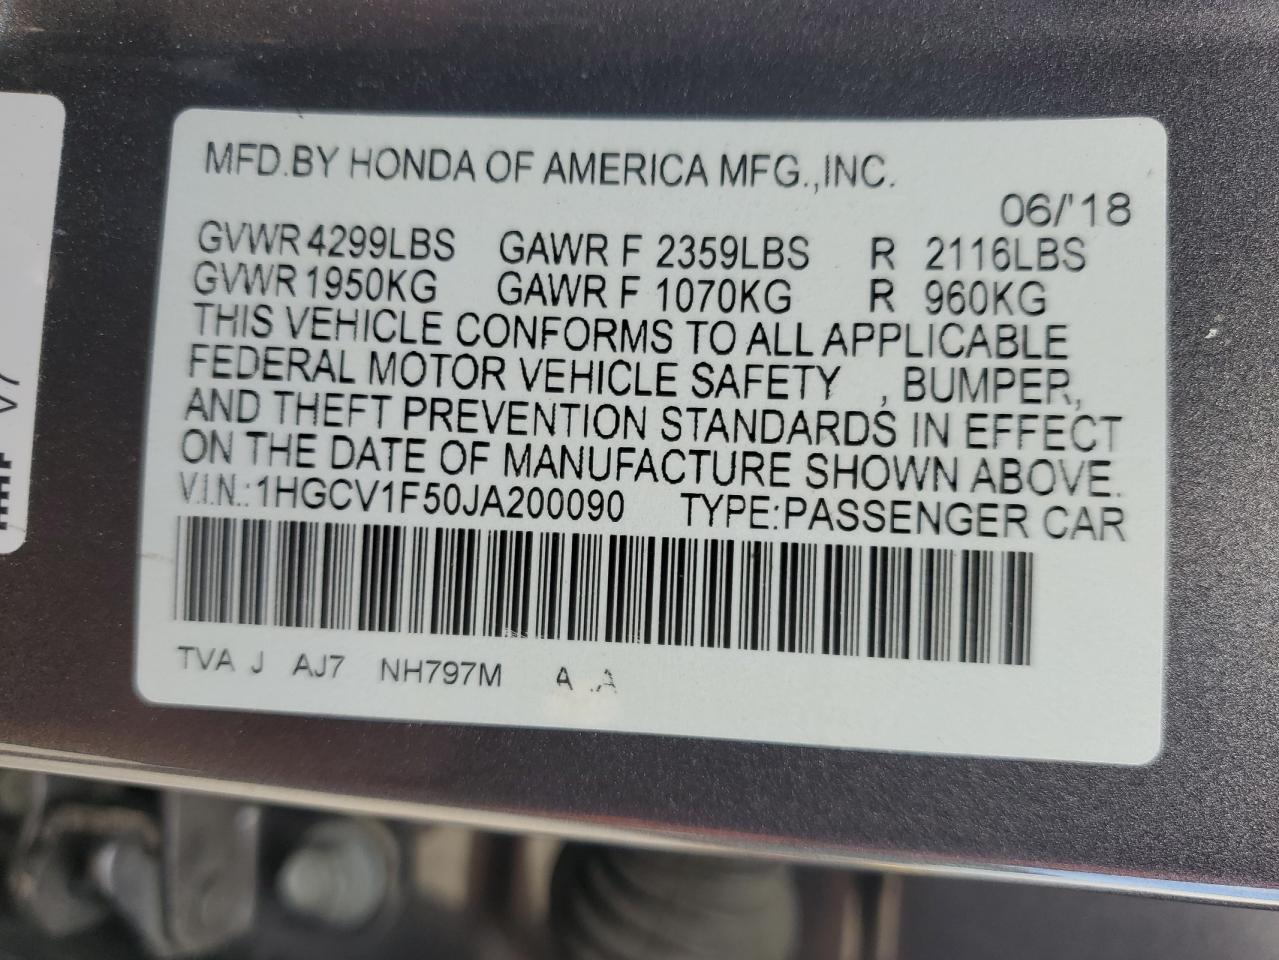 MFD.BY HONDA OF AMERICA MFG.,INC.
06/'18
GVWR 4299LBS GAWR F 2359LBS R 2116LBS
GVWR 1950KG GAWR F 1070KG R 960KG
THIS VEHICLE CONFORMS TO ALL APPLICABLE
FEDERAL MOTOR VEHICLE SAFETY , BUMPER,
AND THEFT PREVENTION STANDARDS IN EFFECT
ON THE DATE OF MANUFACTURE SHOWN ABOVE.
V.I.N.:1HGCV1F50JA200090 TYPE:PASSENGER CAR
TVA J AJ7 NH797M A .A
V7